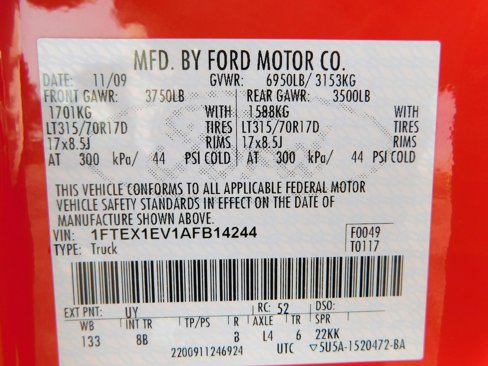 MFD. BY FORD MOTOR CO.
DATE: 11/09 GVWR: 6950LB/ 3153KG
FRONT GAWR: 3750LB REAR GAWR: 3500LB
1701KG WITH 1588KG WITH
LT315/70R17D TIRES LT315/70R17D TIRES
17x8.5J RIMS 17x8.5J RIMS
AT 300 kPa/ 44 PSI COLD AT 300 kPa/ 44 PSI COLD
THIS VEHICLE CONFORMS TO ALL APPLICABLE FEDERAL MOTOR
VEHICLE SAFETY STANDARDS IN EFFECT ON THE DATE OF
MANUFACTURE SHOWN ABOVE.
VIN: 1FTEX1EV1AFB14244 F0049
TYPE: Truck T0117
EXT PNT: UY RC: 52 DSO:
WB INT TR TP/PS R AXLE TR SPR
133 8B B L4 6 22KK
2200911246924 UTC ▽5U5A-1520472-BA